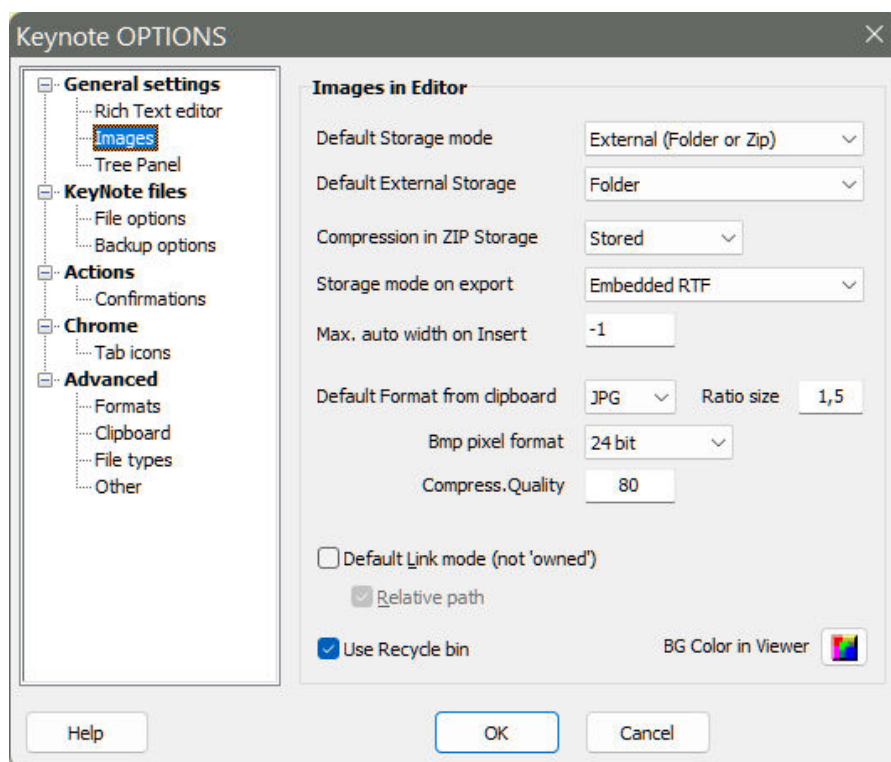 Keynote OPTIONS
General settings
Rich Text editor
Images
Tree Panel
KeyNote files
File options
Backup options
Actions
Confirmations
Chrome
Tab icons
Advanced
Formats
Clipboard
File types
Other
Images in Editor
Default Storage mode External (Folder or Zip)
Default External Storage Folder
Compression in ZIP Storage Stored
Storage mode on export Embedded RTF
Max. auto width on Insert -1
Default Format from clipboard JPG Ratio size 1,5
Bmp pixel format 24 bit
Compress.Quality 80
Default Link mode (not 'owned')
Relative path
Use Recycle bin BG Color in Viewer
Help OK Cancel